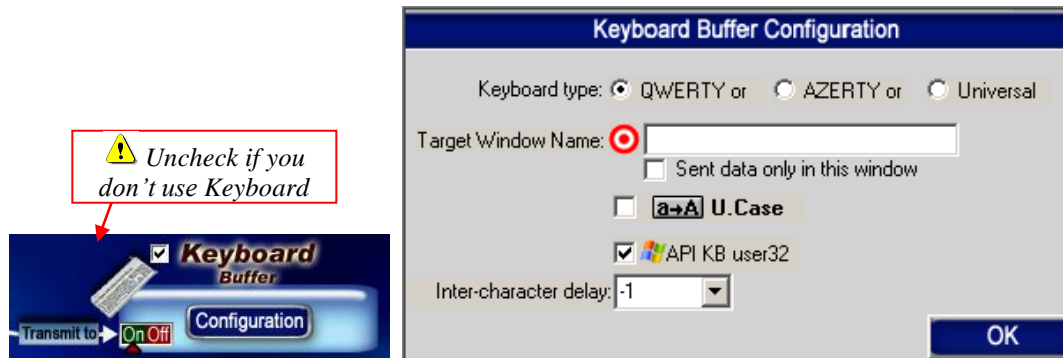 Uncheck if you
don't use Keyboard
Keyboard
Buffer
Transmit to
On Off
Configuration
Keyboard Buffer Configuration
Keyboard type: QWERTY or AZERTY or Universal
Target Window Name:
Sent data only in this window
a→A U.Case
API KB user32
Inter-character delay: -1
OK